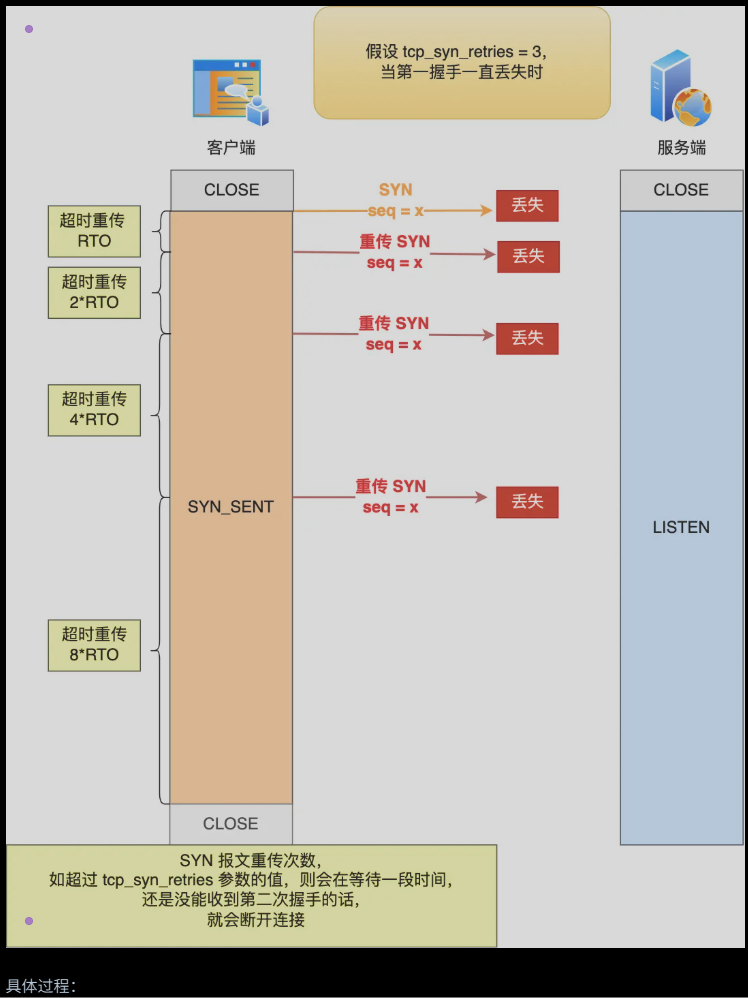 假设 tcp_syn_retries = 3,
当第一握手一直丢失时
客户端
服务端
CLOSE
CLOSE
SYN
seq = x
丢失
超时重传
RTO
重传 SYN
seq = x
丢失
超时重传
2*RTO
重传 SYN
seq = x
丢失
超时重传
4*RTO
重传 SYN
seq = x
丢失
SYN_SENT
LISTEN
超时重传
8*RTO
CLOSE
SYN 报文重传次数，
如超过 tcp_syn_retries 参数的值，则会在等待一段时间，
还是没能收到第二次握手的话，
就会断开连接
具体过程：